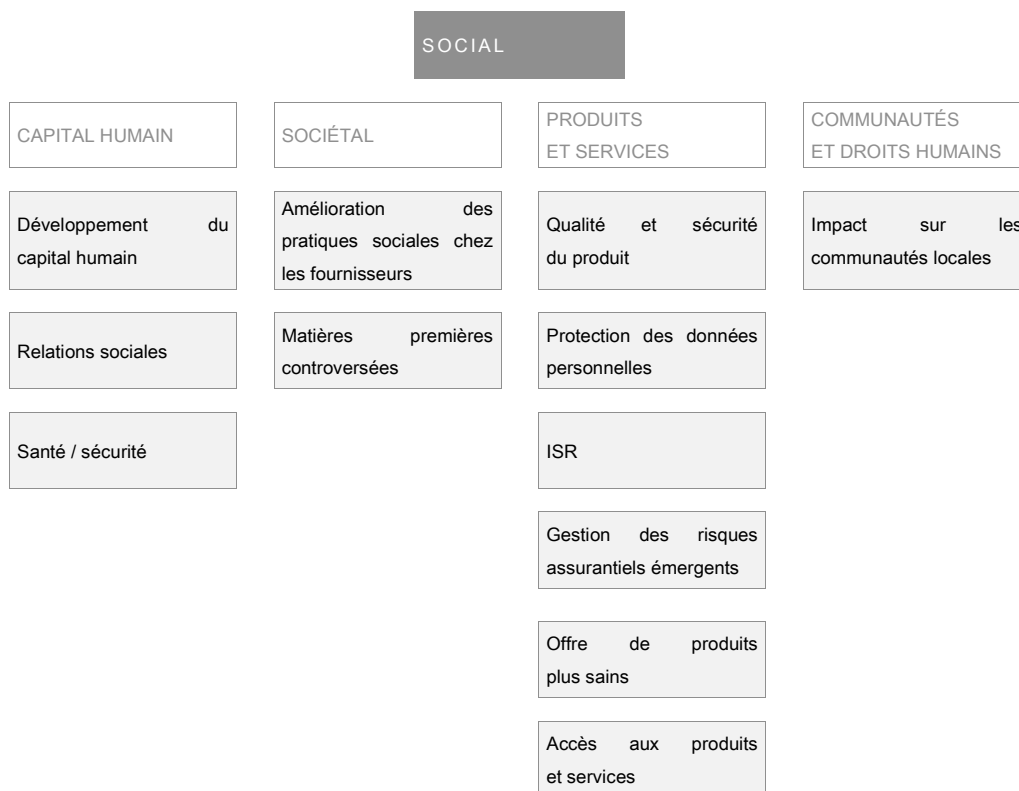 SOCIAL
CAPITAL HUMAIN
Développement du
capital humain
Relations sociales
Santé / sécurité
SOCIÉTAL
Amélioration des
pratiques sociales chez
les fournisseurs
Matières premières
controversées
PRODUITS
ET SERVICES
Qualité et sécurité
du produit
Protection des données
personnelles
ISR
Gestion des risques
assurantiels émergents
Offre de produits
plus sains
Accès aux produits
et services
COMMUNAUTÉS
ET DROITS HUMAINS
Impact sur les
communautés locales